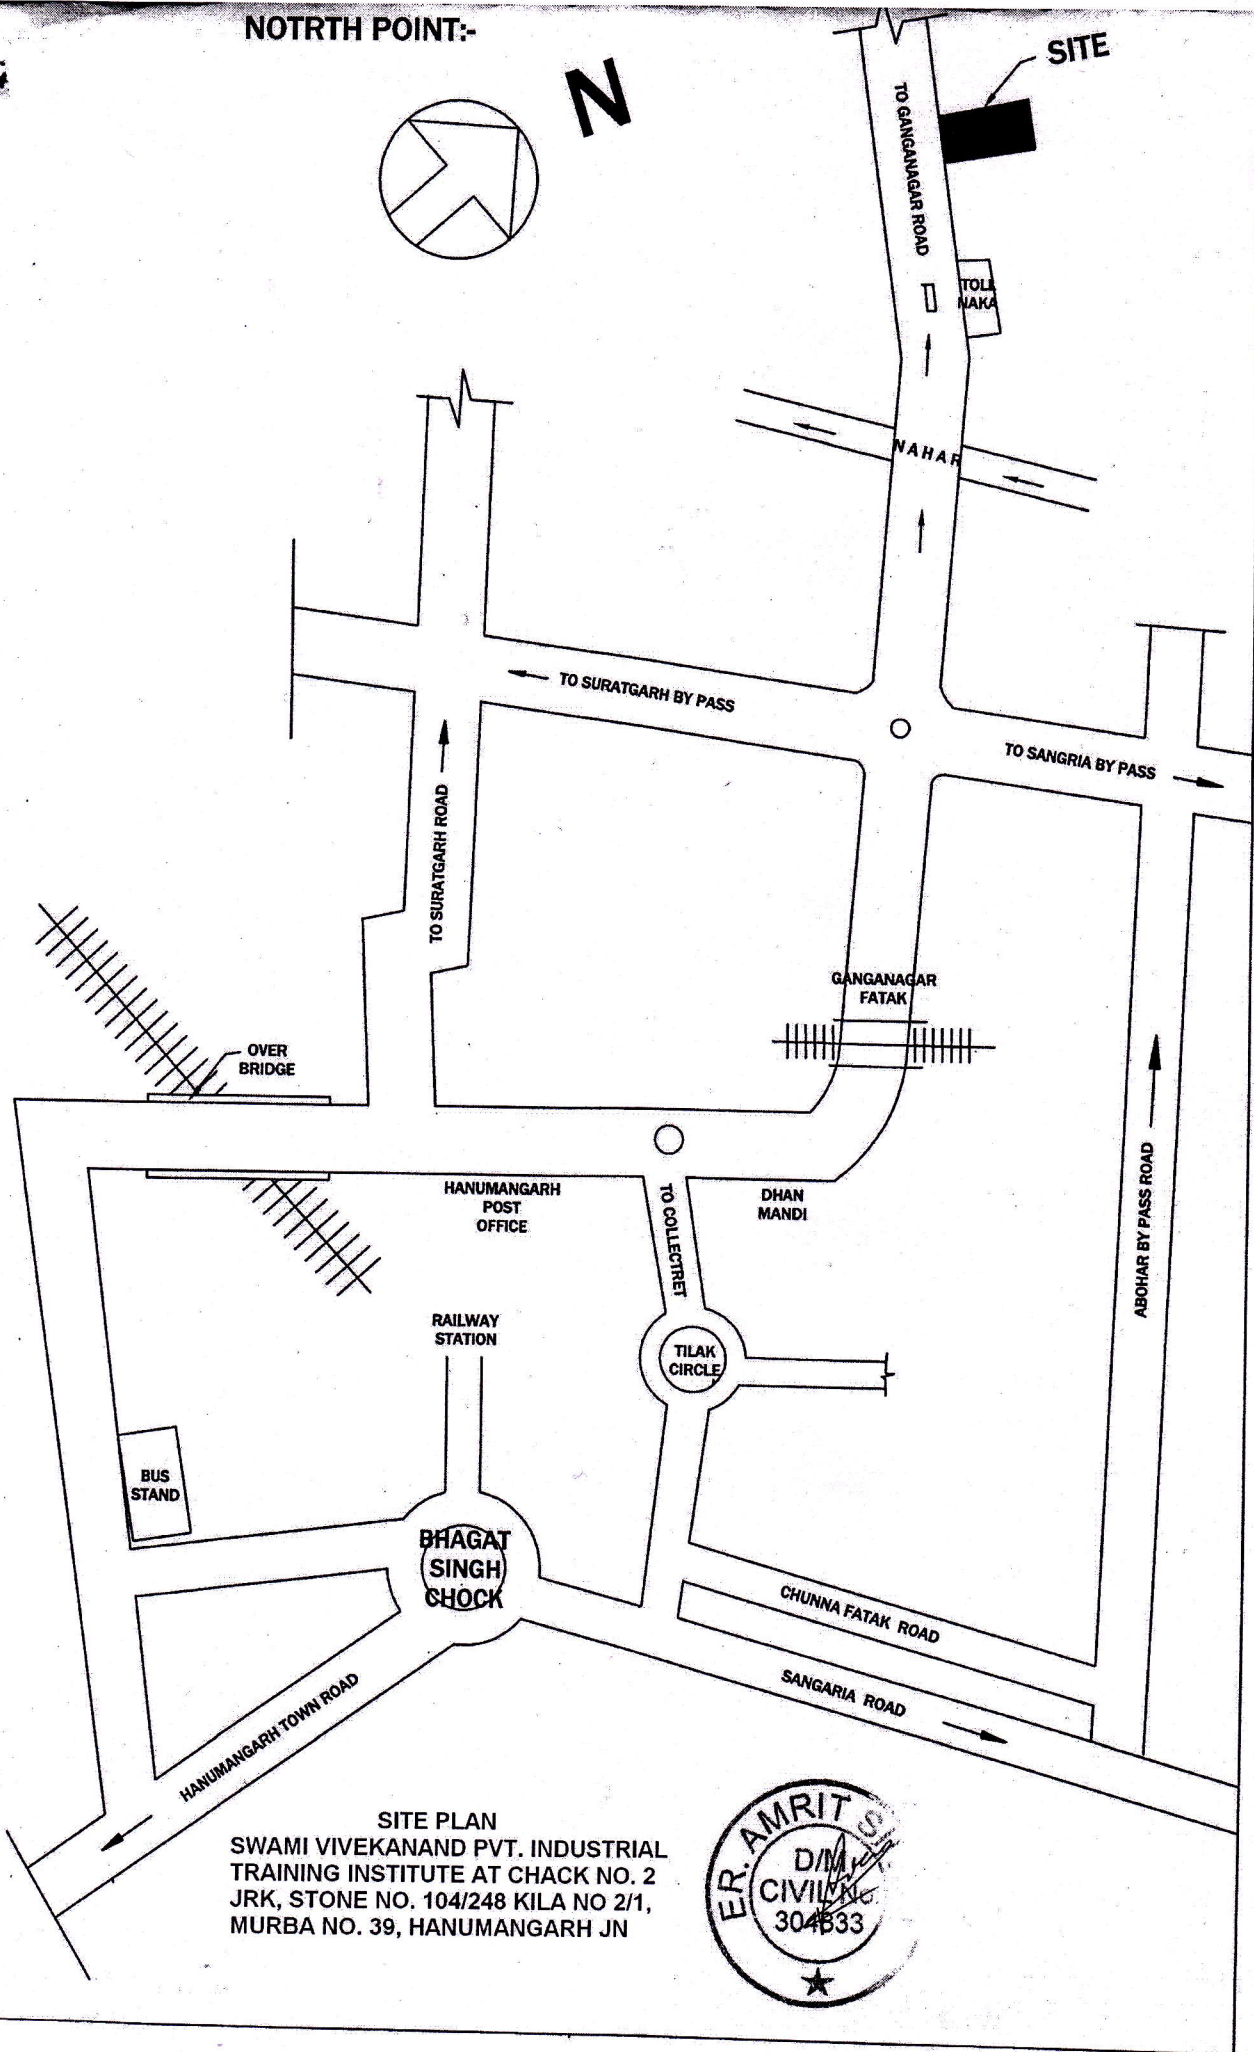 NOTRTH POINT:-
N
SITE
TO GANGANAGAR ROAD
TOLL
NAKA
NAHAR
TO SURATGARH BY PASS
TO SANGRIA BY PASS
TO SURATGARH ROAD
GANGANAGAR
FATAK
OVER
BRIDGE
ABOHAR BY PASS ROAD
HANUMANGARH
POST
OFFICE
TO COLLECTRET
DHAN
MANDI
RAILWAY
STATION
TILAK
CIRCLE
BUS
STAND
BHAGAT
SINGH
CHOCK
CHUNNA FATAK ROAD
SANGARIA ROAD
HANUMANGARH TOWN ROAD
SITE PLAN
SWAMI VIVEKANAND PVT. INDUSTRIAL
TRAINING INSTITUTE AT CHACK NO. 2
JRK, STONE NO. 104/248 KILA NO 2/1,
MURBA NO. 39, HANUMANGARH JN
ER. AMRIT
D/M
CIVIL No.